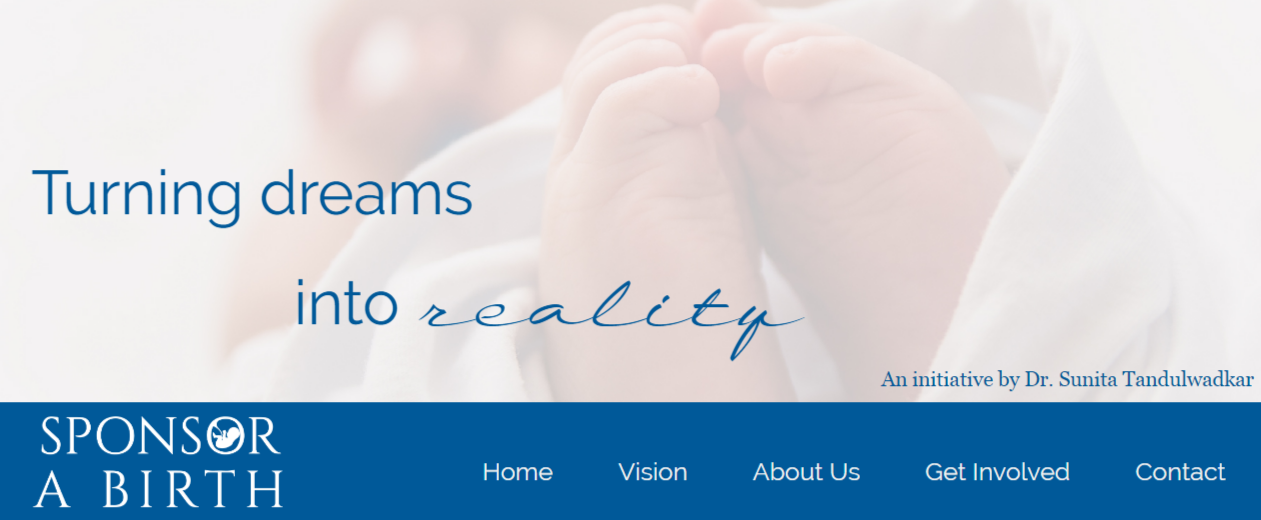 Turning dreams
into reality
An initiative by Dr. Sunita Tandulwadkar
SPONSOR
A BIRTH
Home Vision About Us Get Involved Contact